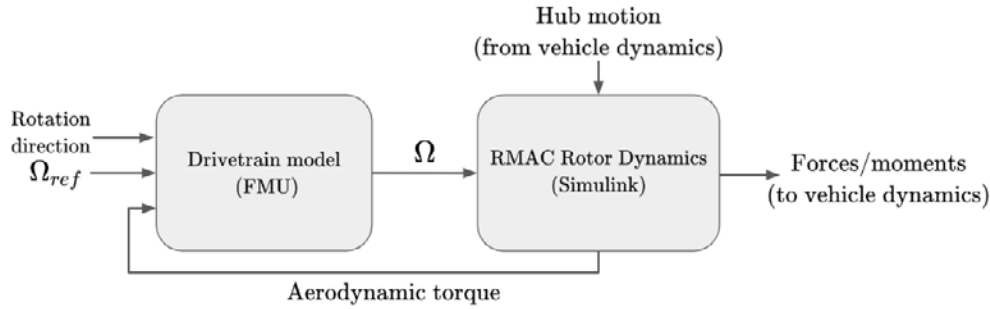 Hub motion
(from vehicle dynamics)
Rotation
direction
Ω_ref
Drivetrain model
(FMU)
Ω
RMAC Rotor Dynamics
(Simulink)
Forces/moments
(to vehicle dynamics)
Aerodynamic torque